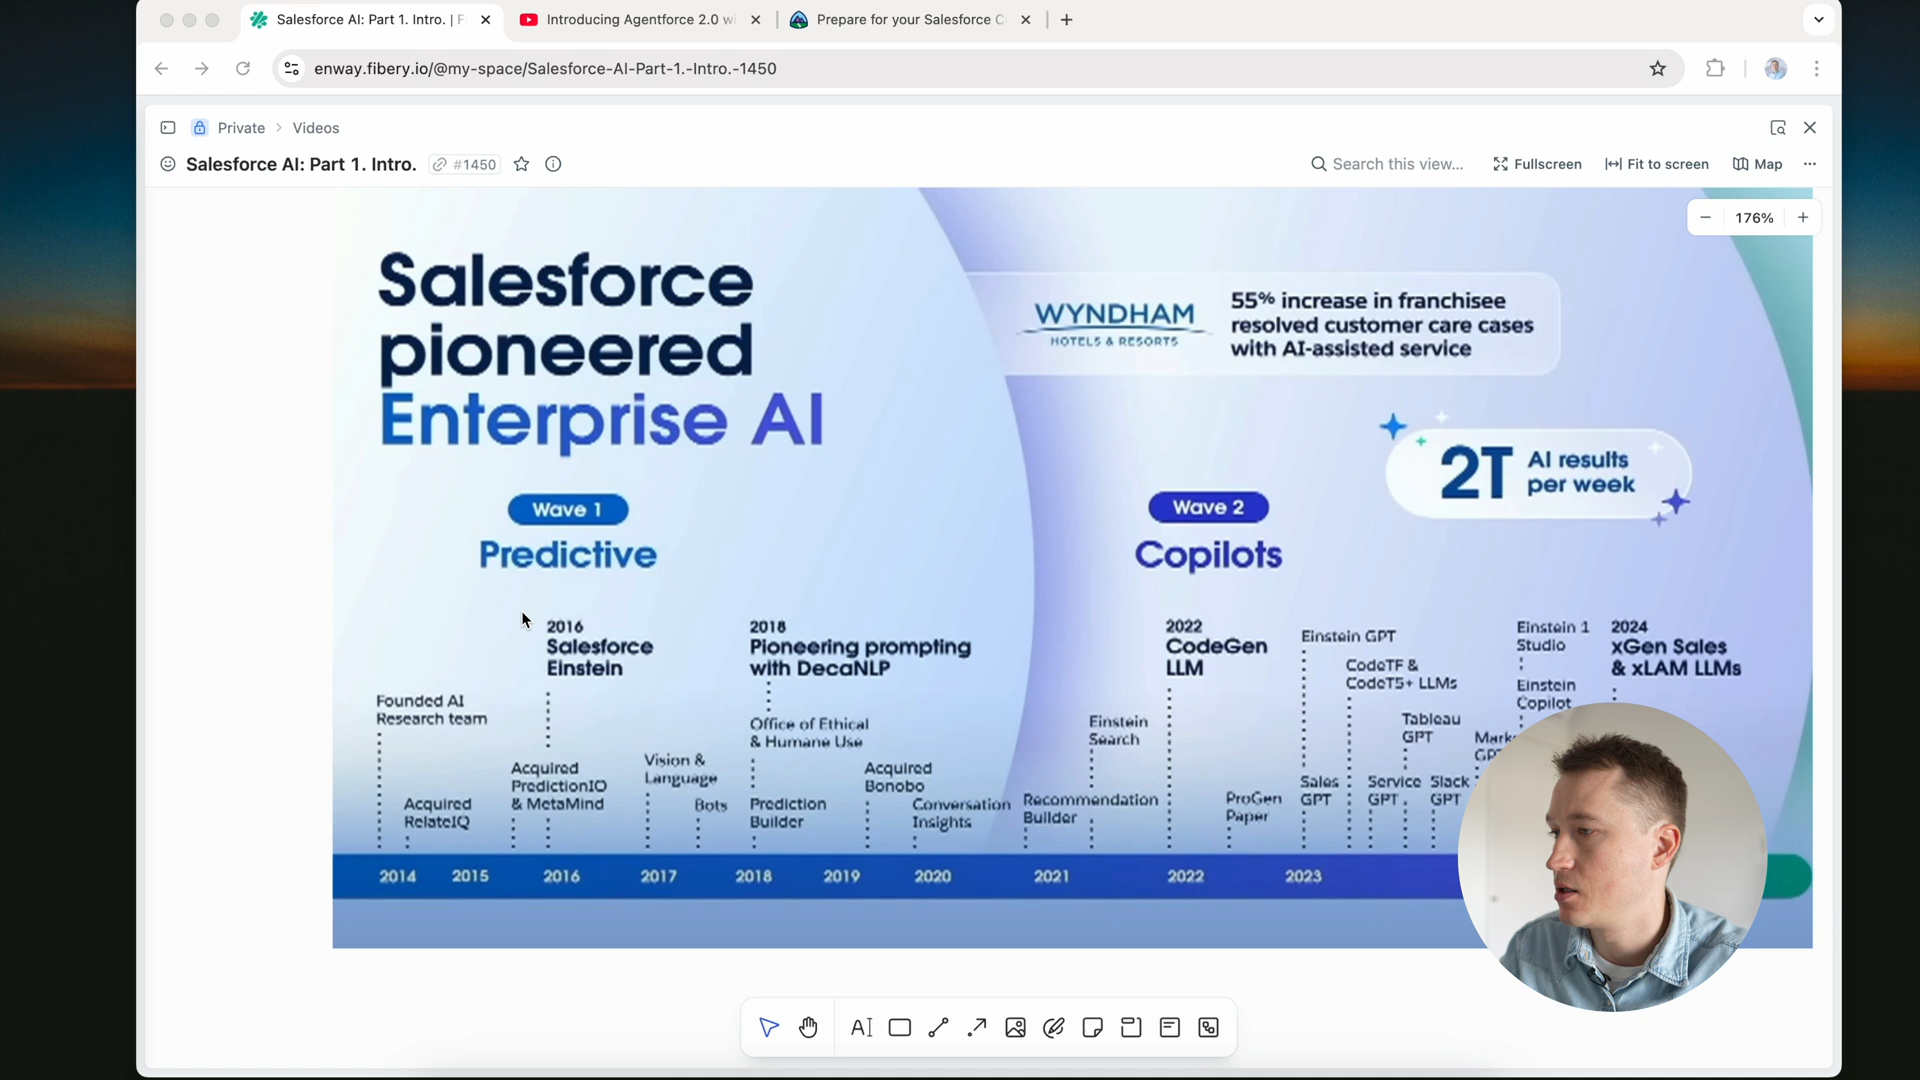 Salesforce AI: Part 1. Intro. | F
Introducing Agentforce 2.0 wi
Prepare for your Salesforce C
enway.fibery.io/@my-space/Salesforce-AI-Part-1.-Intro.-1450
Private > Videos
Salesforce AI: Part 1. Intro.
#1450
Search this view...
Fullscreen
Fit to screen
Map
176%
Salesforce
pioneered
Enterprise AI
WYNDHAM
HOTELS & RESORTS
55% increase in franchisee
resolved customer care cases
with AI-assisted service
2T
AI results
per week
Wave 1
Predictive
Wave 2
Copilots
Founded AI
Research team
Acquired
RelateIQ
2016
Salesforce
Einstein
Acquired
PredictionIO
& MetaMind
Vision &
Language
Bots
2018
Pioneering prompting
with DecaNLP
Office of Ethical
& Humane Use
Prediction
Builder
Acquired
Bonobo
Conversation
Insights
Recommendation
Builder
Einstein
Search
2022
CodeGen
LLM
ProGen
Paper
Einstein GPT
Sales
GPT
CodeTF &
CodeT5+ LLMs
Service
GPT
Tableau
GPT
Slack
GPT
Einstein 1
Studio
Einstein
Copilot
2024
xGen Sales
& xLAM LLMs
2014
2015
2016
2017
2018
2019
2020
2021
2022
2023